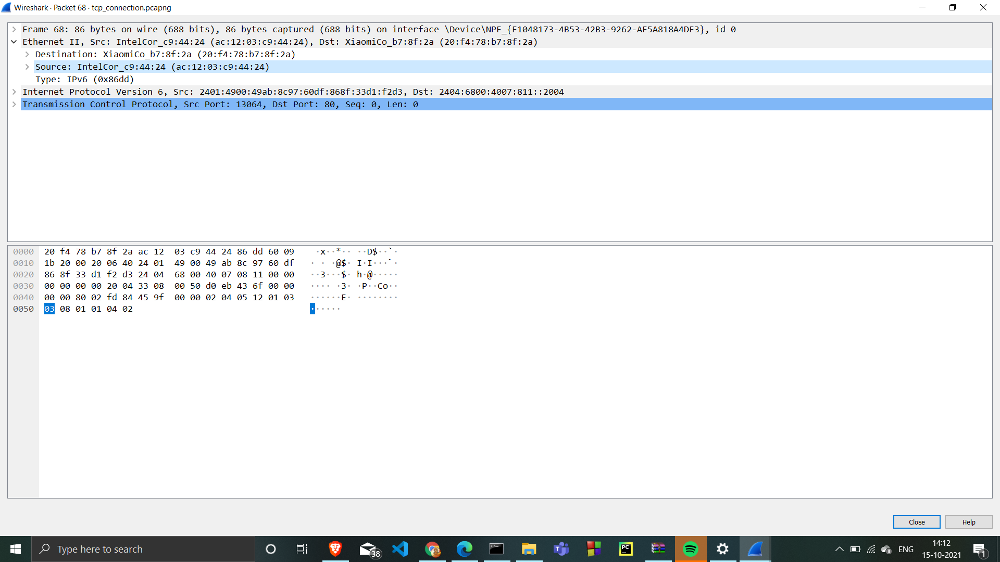 Wireshark · Packet 68 · tcp_connection.pcapng
Frame 68: 86 bytes on wire (688 bits), 86 bytes captured (688 bits) on interface \Device\NPF_{F1048173-4B53-42B3-9262-AF5A818A4DF3}, id 0
Ethernet II, Src: IntelCor_c9:44:24 (ac:12:03:c9:44:24), Dst: XiaomiCo_b7:8f:2a (20:f4:78:b7:8f:2a)
Destination: XiaomiCo_b7:8f:2a (20:f4:78:b7:8f:2a)
Source: IntelCor_c9:44:24 (ac:12:03:c9:44:24)
Type: IPv6 (0x86dd)
Internet Protocol Version 6, Src: 2401:4900:49ab:8c97:60df:868f:33d1:f2d3, Dst: 2404:6800:4007:811::2004
Transmission Control Protocol, Src Port: 13064, Dst Port: 80, Seq: 0, Len: 0
0000 20 f4 78 b7 8f 2a ac 12 03 c9 44 24 86 dd 60 09 ·x··*·· ··D$··`·
0010 1b 20 00 20 06 40 24 01 49 00 49 ab 8c 97 60 df · · ·@$· I·I···`·
0020 86 8f 33 d1 f2 d3 24 04 68 00 40 07 08 11 00 00 ··3···$· h·@·····
0030 00 00 00 00 20 04 33 08 00 50 d0 eb 43 6f 00 00 ···· ·3· ·P··Co··
0040 00 00 80 02 fd 84 45 9f 00 00 02 04 05 12 01 03 ······E· ········
0050 03 08 01 01 04 02 ······
Close Help
Type here to search
38
PC
ENG
14:12
15-10-2021
1